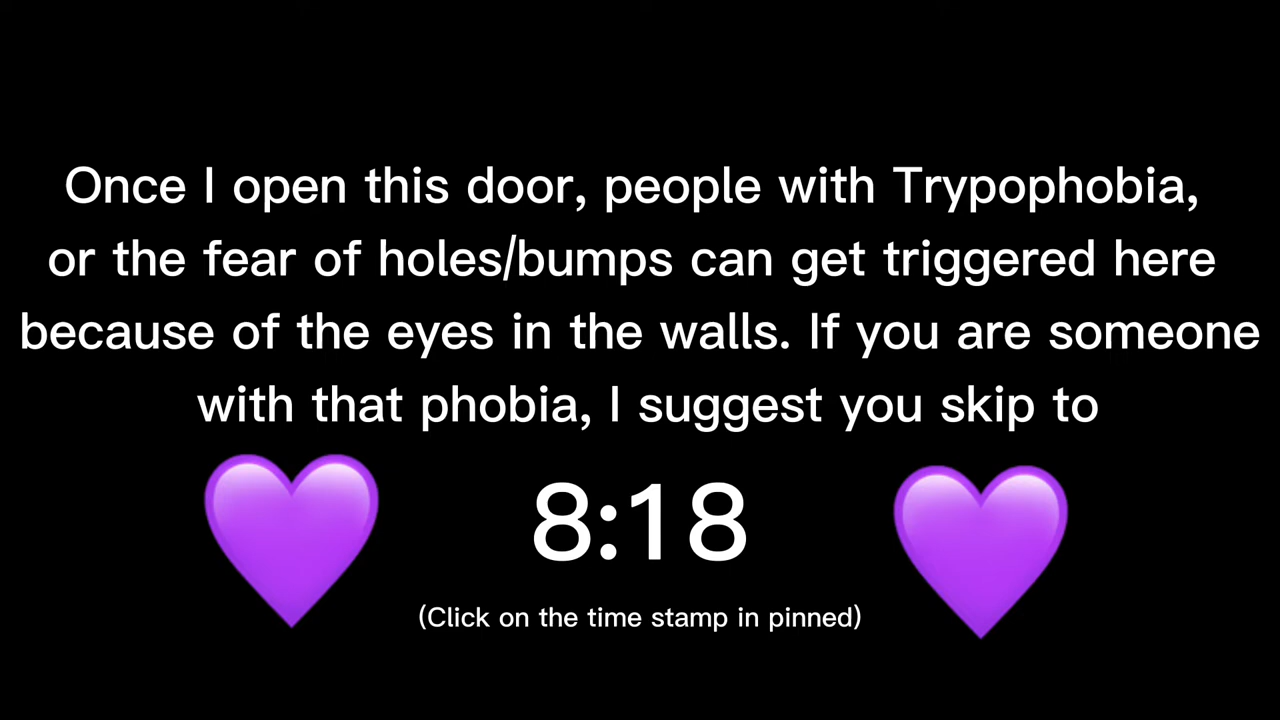 Once I open this door, people with Trypophobia,
or the fear of holes/bumps can get triggered here
because of the eyes in the walls. If you are someone
with that phobia, I suggest you skip to
8:18
(Click on the time stamp in pinned)